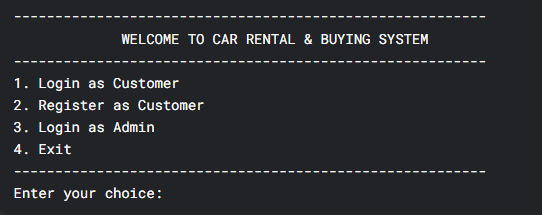 ---------------------------------------------------------
WELCOME TO CAR RENTAL & BUYING SYSTEM
---------------------------------------------------------
1. Login as Customer
2. Register as Customer
3. Login as Admin
4. Exit
---------------------------------------------------------
Enter your choice: